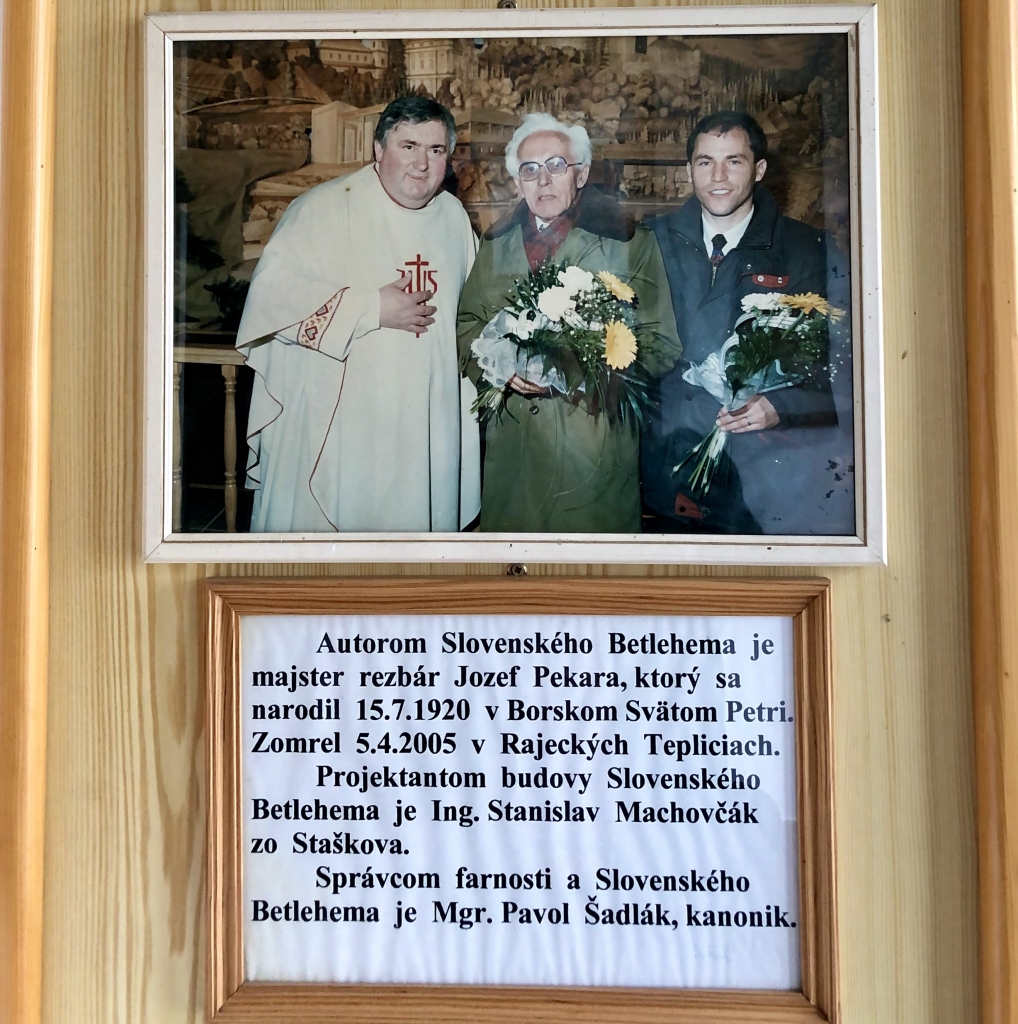 Autorom Slovenského Betlehema je
majster rezbár Jozef Pekara, ktorý sa
narodil 15.7.1920 v Borskom Svätom Petri.
Zomrel 5.4.2005 v Rajeckých Tepliciach.
Projektantom budovy Slovenského
Betlehema je Ing. Stanislav Machovčák
zo Staškova.
Správcom farnosti a Slovenského
Betlehema je Mgr. Pavol Šadlák, kanonik.